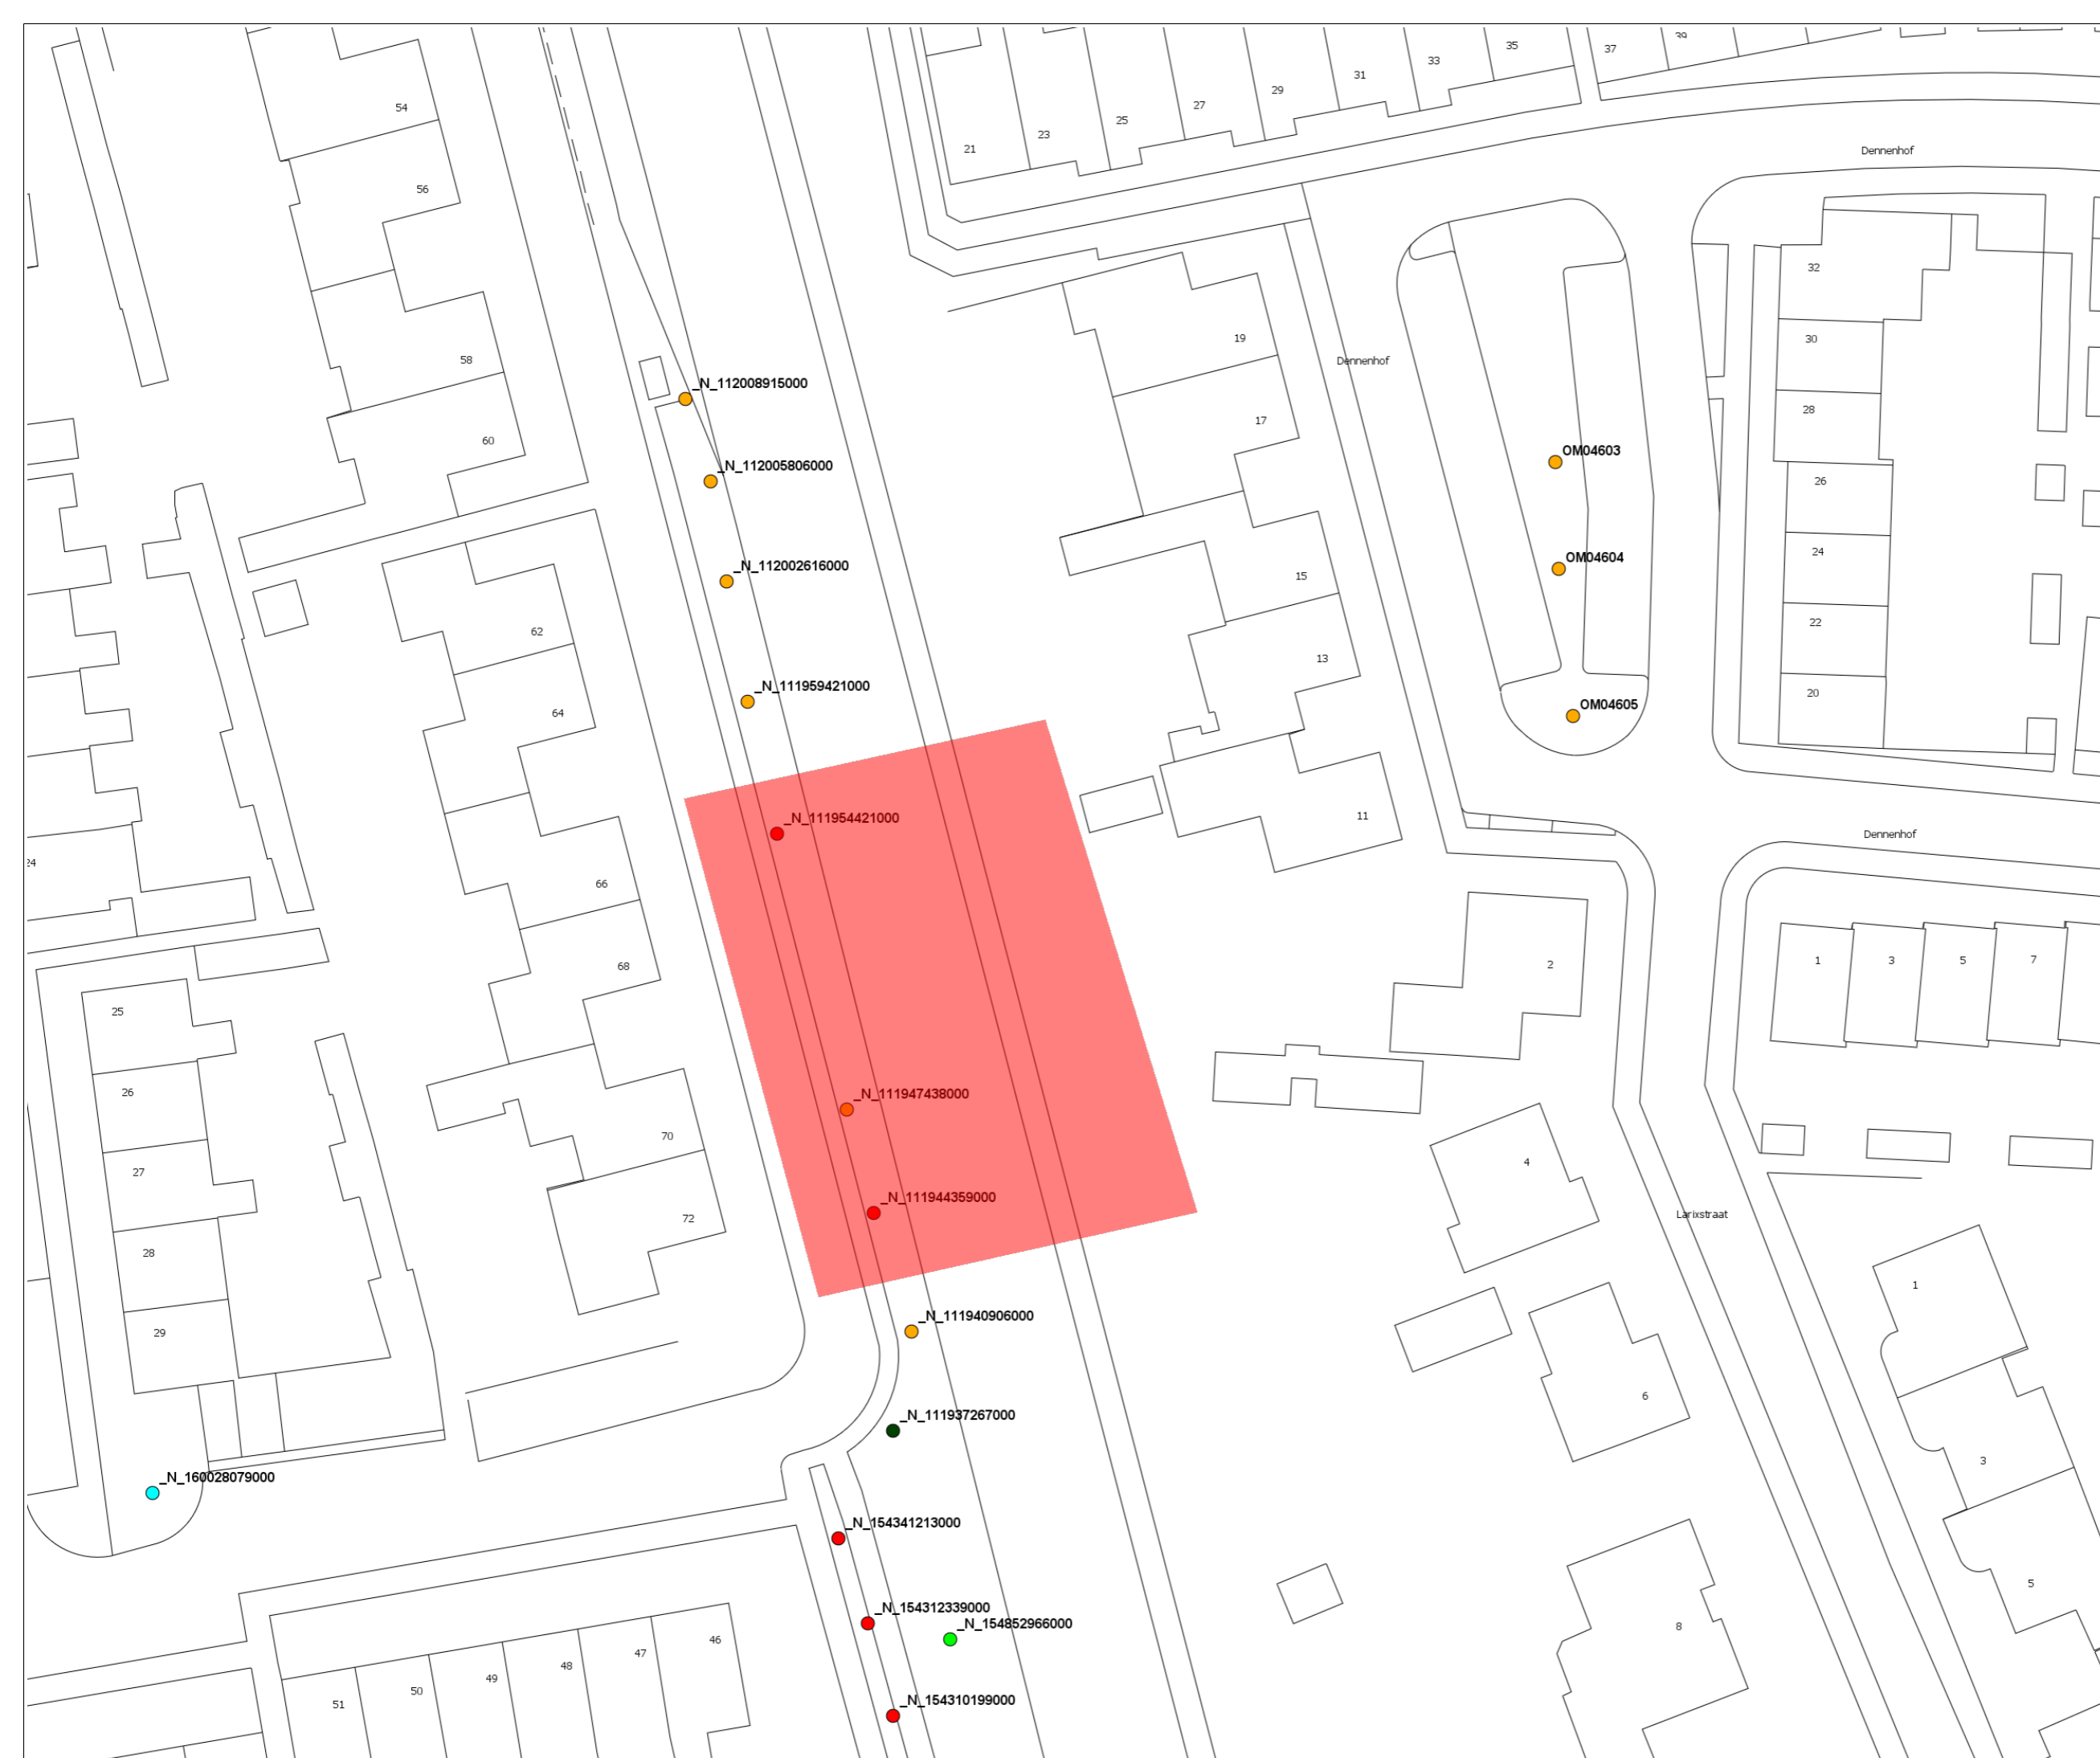 35
37
39
33
31
29
27
25
23
21
54
56
58
60
Dennenhof
32
30
28
26
24
22
20
19
17
15
13
11
Dennenhof
_N_112008915000
_N_112005806000
_N_112002616000
_N_111959421000
OM04603
OM04604
OM04605
62
64
66
68
70
72
_N_111954421000
_N_111947438000
_N_111944359000
_N_111940906000
_N_111937267000
Dennenhof
24
25
26
27
28
29
2
4
6
8
1
3
5
7
Larixstraat
1
3
5
_N_160028079000
_N_154341213000
_N_154312339000
_N_154852966000
_N_154310199000
46
47
48
49
50
51